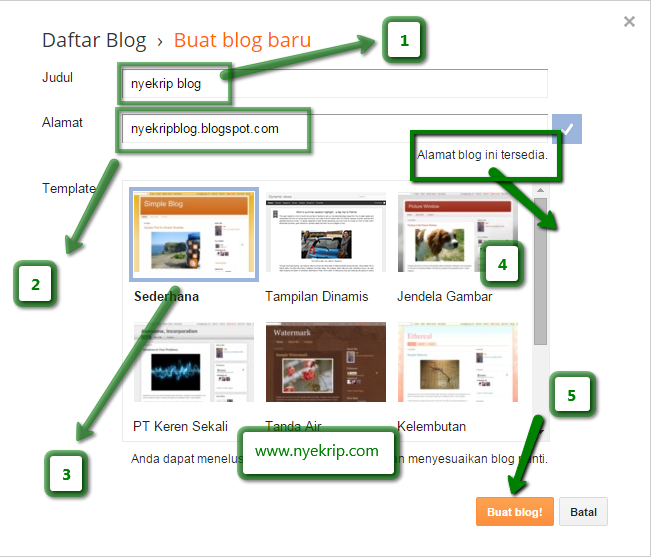 Daftar Blog › Buat blog baru
1
Judul
nyekrip blog
Alamat
nyekripblog.blogspot.com
Alamat blog ini tersedia.
Template
Simple Blog
Picture Window
2
4
Sederhana
Tampilan Dinamis
Jendela Gambar
Awesome, Incorporation
Watermark
Ethereal
5
PT Keren Sekali
Tanda Air
Kelembutan
www.nyekrip.com
3
Anda dapat menyesuaikan blog nanti.
Buat blog!
Batal